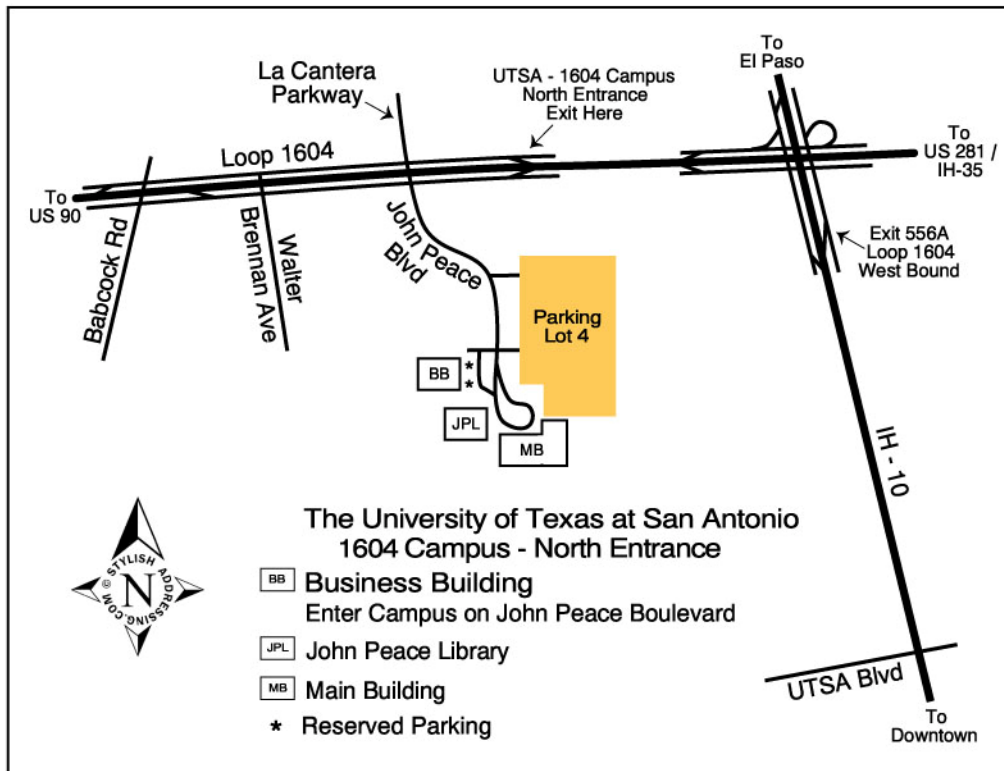 To
El Paso
La Cantera
Parkway
UTSA - 1604 Campus
North Entrance
Exit Here
To
US 281 /
IH-35
Loop 1604
To
US 90
Babcock Rd
Walter
Brennan Ave
John Peace
Blvd
Exit 556A
Loop 1604
West Bound
Parking
Lot 4
BB
*
*
JPL
MB
IH - 10
The University of Texas at San Antonio
1604 Campus - North Entrance
BB Business Building
Enter Campus on John Peace Boulevard
JPL John Peace Library
MB Main Building
* Reserved Parking
N
© STYLISH ADDRESSING.COM
UTSA Blvd
To
Downtown